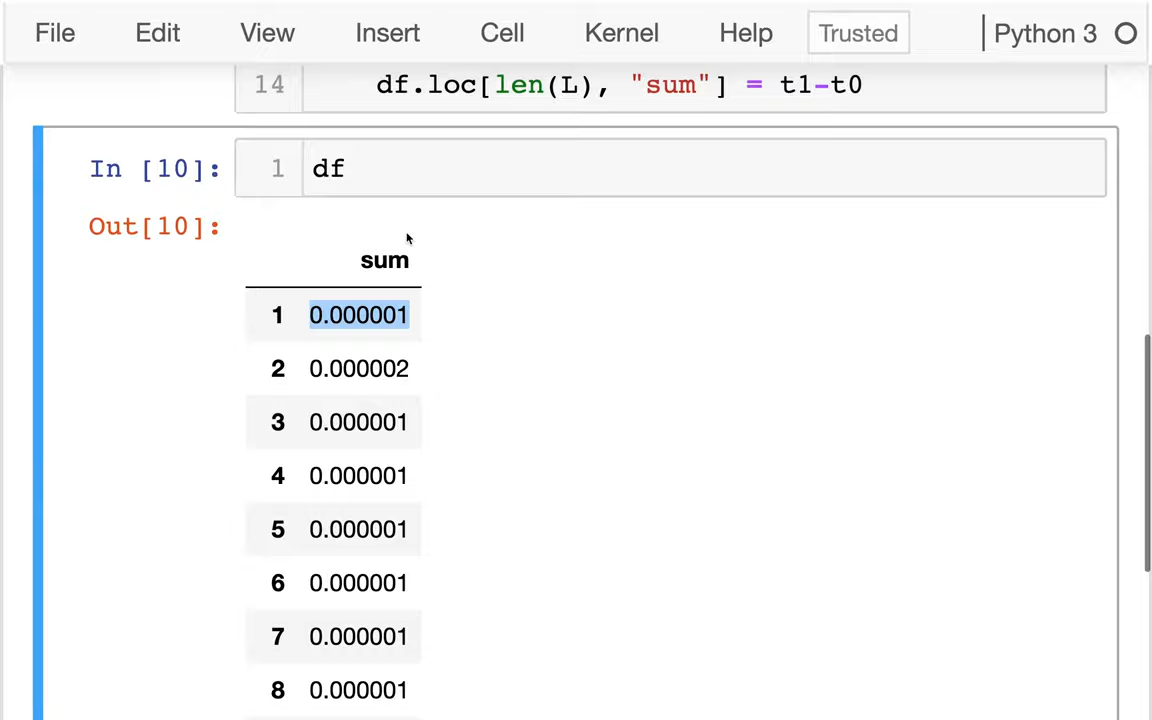 File Edit View Insert Cell Kernel Help Trusted Python 3
14 df.loc[len(L), "sum"] = t1-t0
In [10]: 1 df
Out[10]:
sum
1 0.000001
2 0.000002
3 0.000001
4 0.000001
5 0.000001
6 0.000001
7 0.000001
8 0.000001